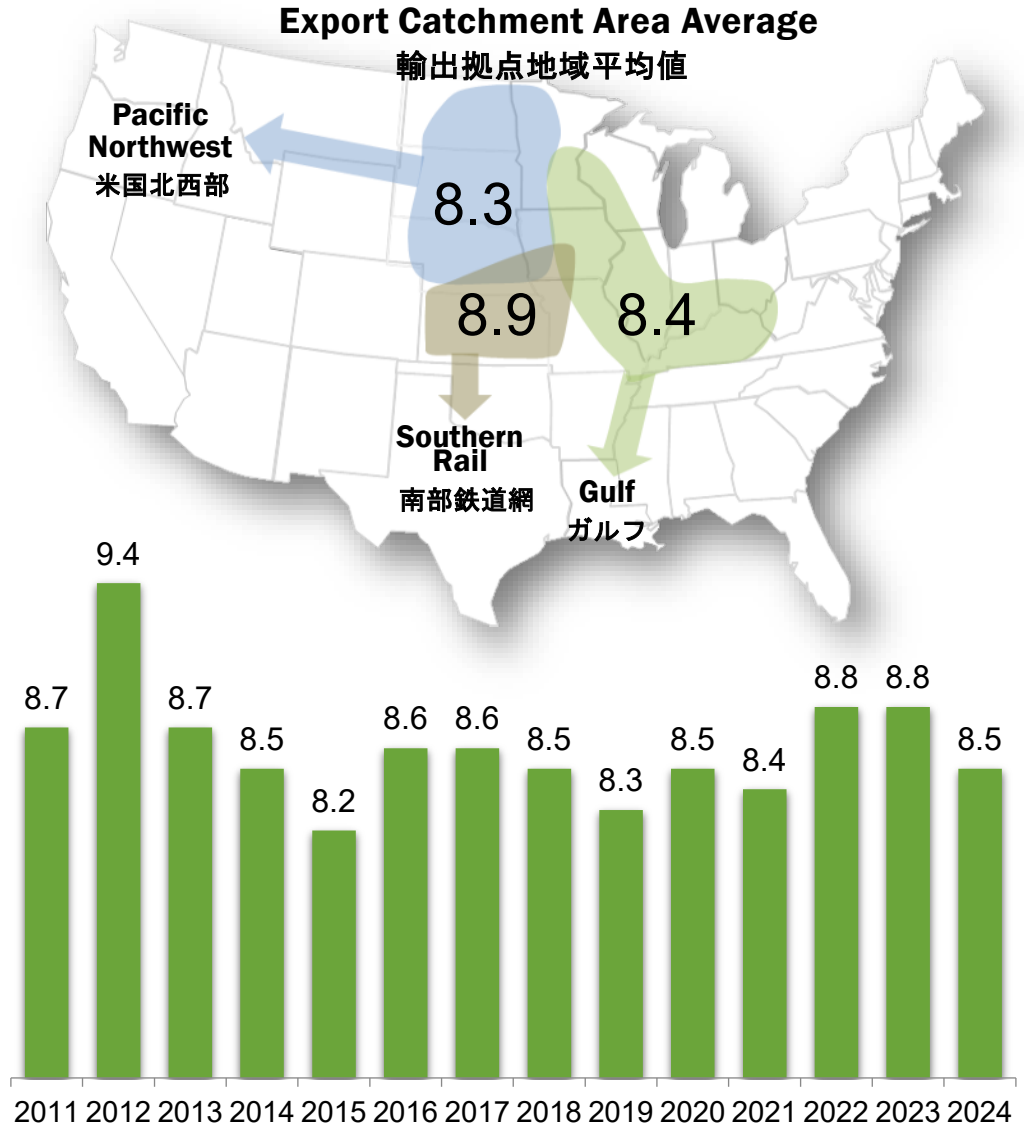 Export Catchment Area Average
輸出拠点地域平均値
Pacific
Northwest
米国北西部
8.3
8.9
8.4
Southern
Rail
南部鉄道網
Gulf
ガルフ
9.4
8.7
8.7
8.5
8.2
8.6
8.6
8.5
8.3
8.5
8.4
8.8
8.8
8.5
2011 2012 2013 2014 2015 2016 2017 2018 2019 2020 2021 2022 2023 2024